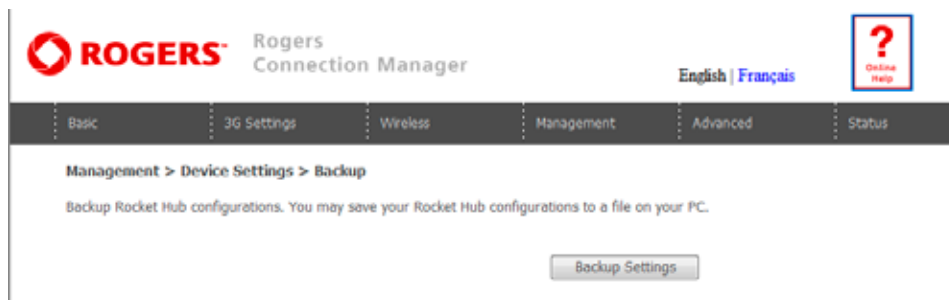 ROGERS™ Rogers
Connection Manager
English | Français
?
Online
Help
Basic 3G Settings Wireless Management Advanced Status
Management > Device Settings > Backup
Backup Rocket Hub configurations. You may save your Rocket Hub configurations to a file on your PC.
Backup Settings